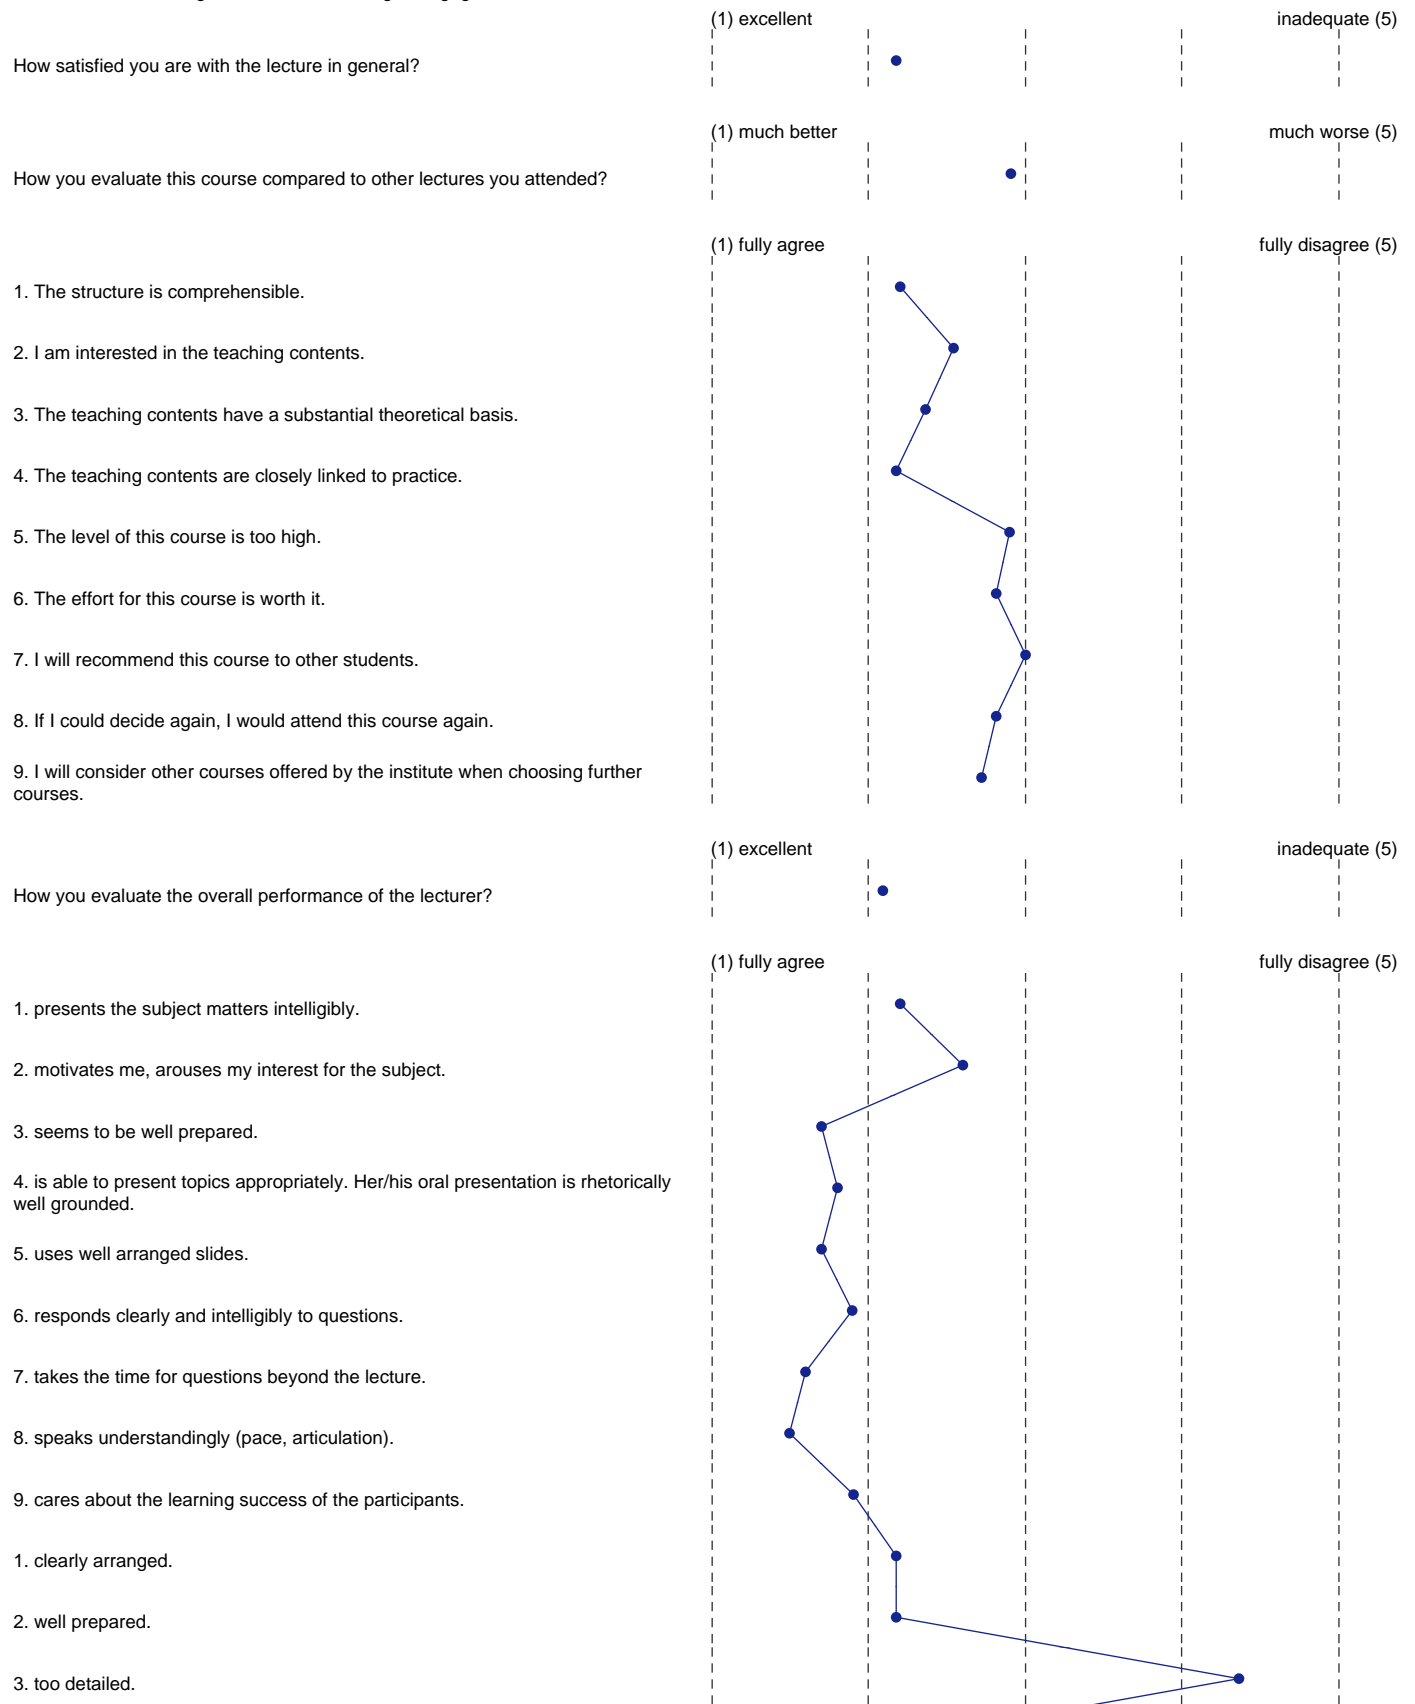 (1) excellent inadequate (5)
How satisfied you are with the lecture in general?
(1) much better much worse (5)
How you evaluate this course compared to other lectures you attended?
(1) fully agree fully disagree (5)
1. The structure is comprehensible.
2. I am interested in the teaching contents.
3. The teaching contents have a substantial theoretical basis.
4. The teaching contents are closely linked to practice.
5. The level of this course is too high.
6. The effort for this course is worth it.
7. I will recommend this course to other students.
8. If I could decide again, I would attend this course again.
9. I will consider other courses offered by the institute when choosing further
courses.
(1) excellent inadequate (5)
How you evaluate the overall performance of the lecturer?
(1) fully agree fully disagree (5)
1. presents the subject matters intelligibly.
2. motivates me, arouses my interest for the subject.
3. seems to be well prepared.
4. is able to present topics appropriately. Her/his oral presentation is rhetorically
well grounded.
5. uses well arranged slides.
6. responds clearly and intelligibly to questions.
7. takes the time for questions beyond the lecture.
8. speaks understandingly (pace, articulation).
9. cares about the learning success of the participants.
1. clearly arranged.
2. well prepared.
3. too detailed.